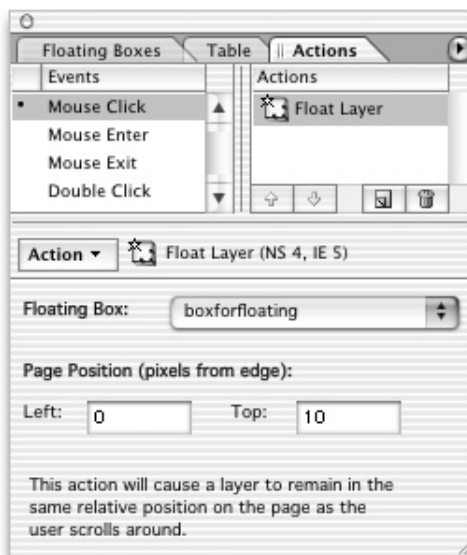 Floating Boxes Table Actions
Events Actions
Mouse Click Float Layer
Mouse Enter
Mouse Exit
Double Click
Action Float Layer (NS 4, IE 5)
Floating Box: boxforfloating
Page Position (pixels from edge):
Left: 0 Top: 10
This action will cause a layer to remain in the
same relative position on the page as the
user scrolls around.